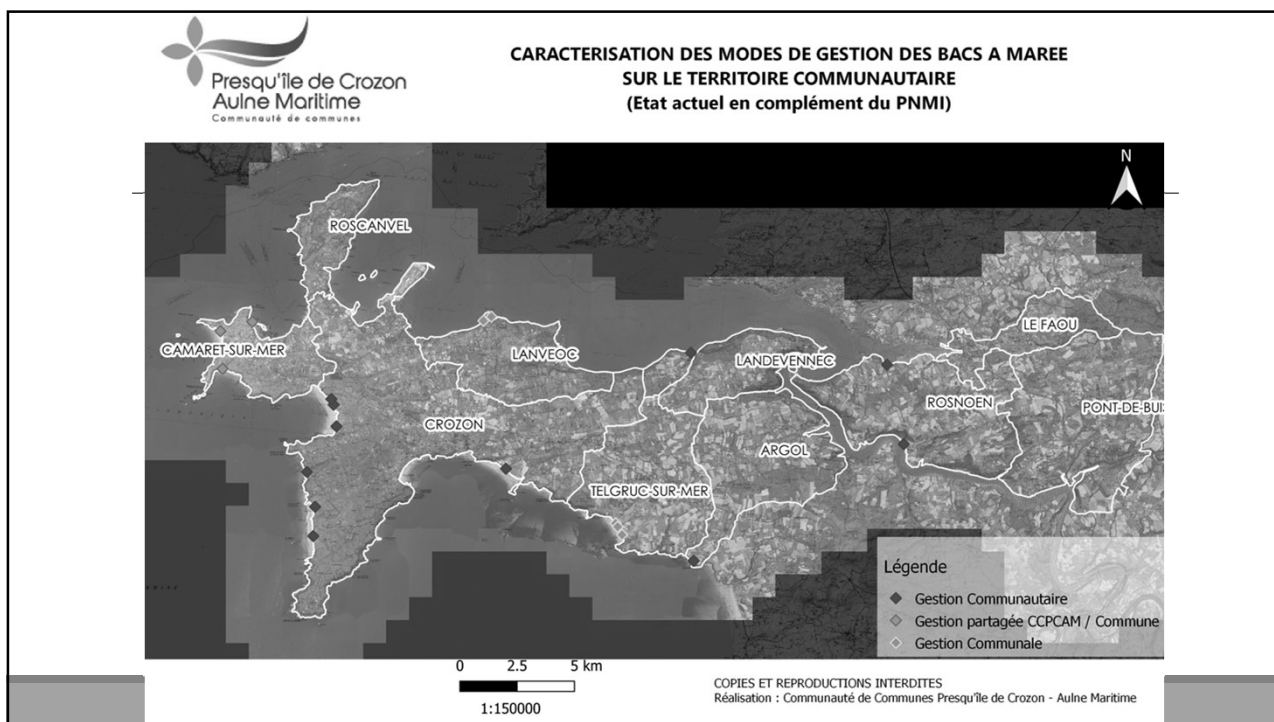 Presqu'île de Crozon
Aulne Maritime
Communauté de communes
CARACTERISATION DES MODES DE GESTION DES BACS A MAREE
SUR LE TERRITOIRE COMMUNAUTAIRE
(Etat actuel en complément du PNMI)
N
ROSCANVEL
LE FAOU
CAMARET-SUR-MER
LANVEOC
LANDEVENNEC
ROSNOEN
PONT-DE-BUIS
CROZON
ARGOL
TELGRUC-SUR-MER
Légende
Gestion Communautaire
Gestion partagée CCPCAM / Commune
Gestion Communale
0 2.5 5 km
1:150000
COPIES ET REPRODUCTIONS INTERDITES
Réalisation : Communauté de Communes Presqu'île de Crozon - Aulne Maritime